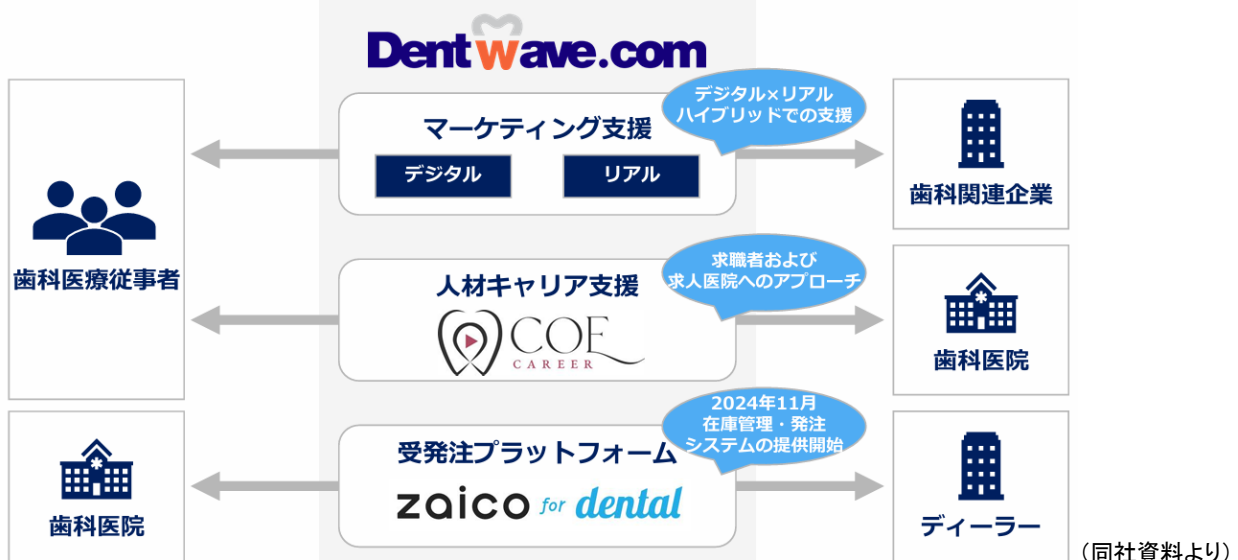 Dentwave.com
デジタル×リアル
ハイブリッドでの支援
マーケティング支援
デジタル
リアル
歯科関連企業
歯科医療従事者
求職者および
求人医院へのアプローチ
人材キャリア支援
COE
CAREER
歯科医院
2024年11月
在庫管理・発注
システムの提供開始
受発注プラットフォーム
zaico for dental
歯科医院
ディーラー
(同社資料より)